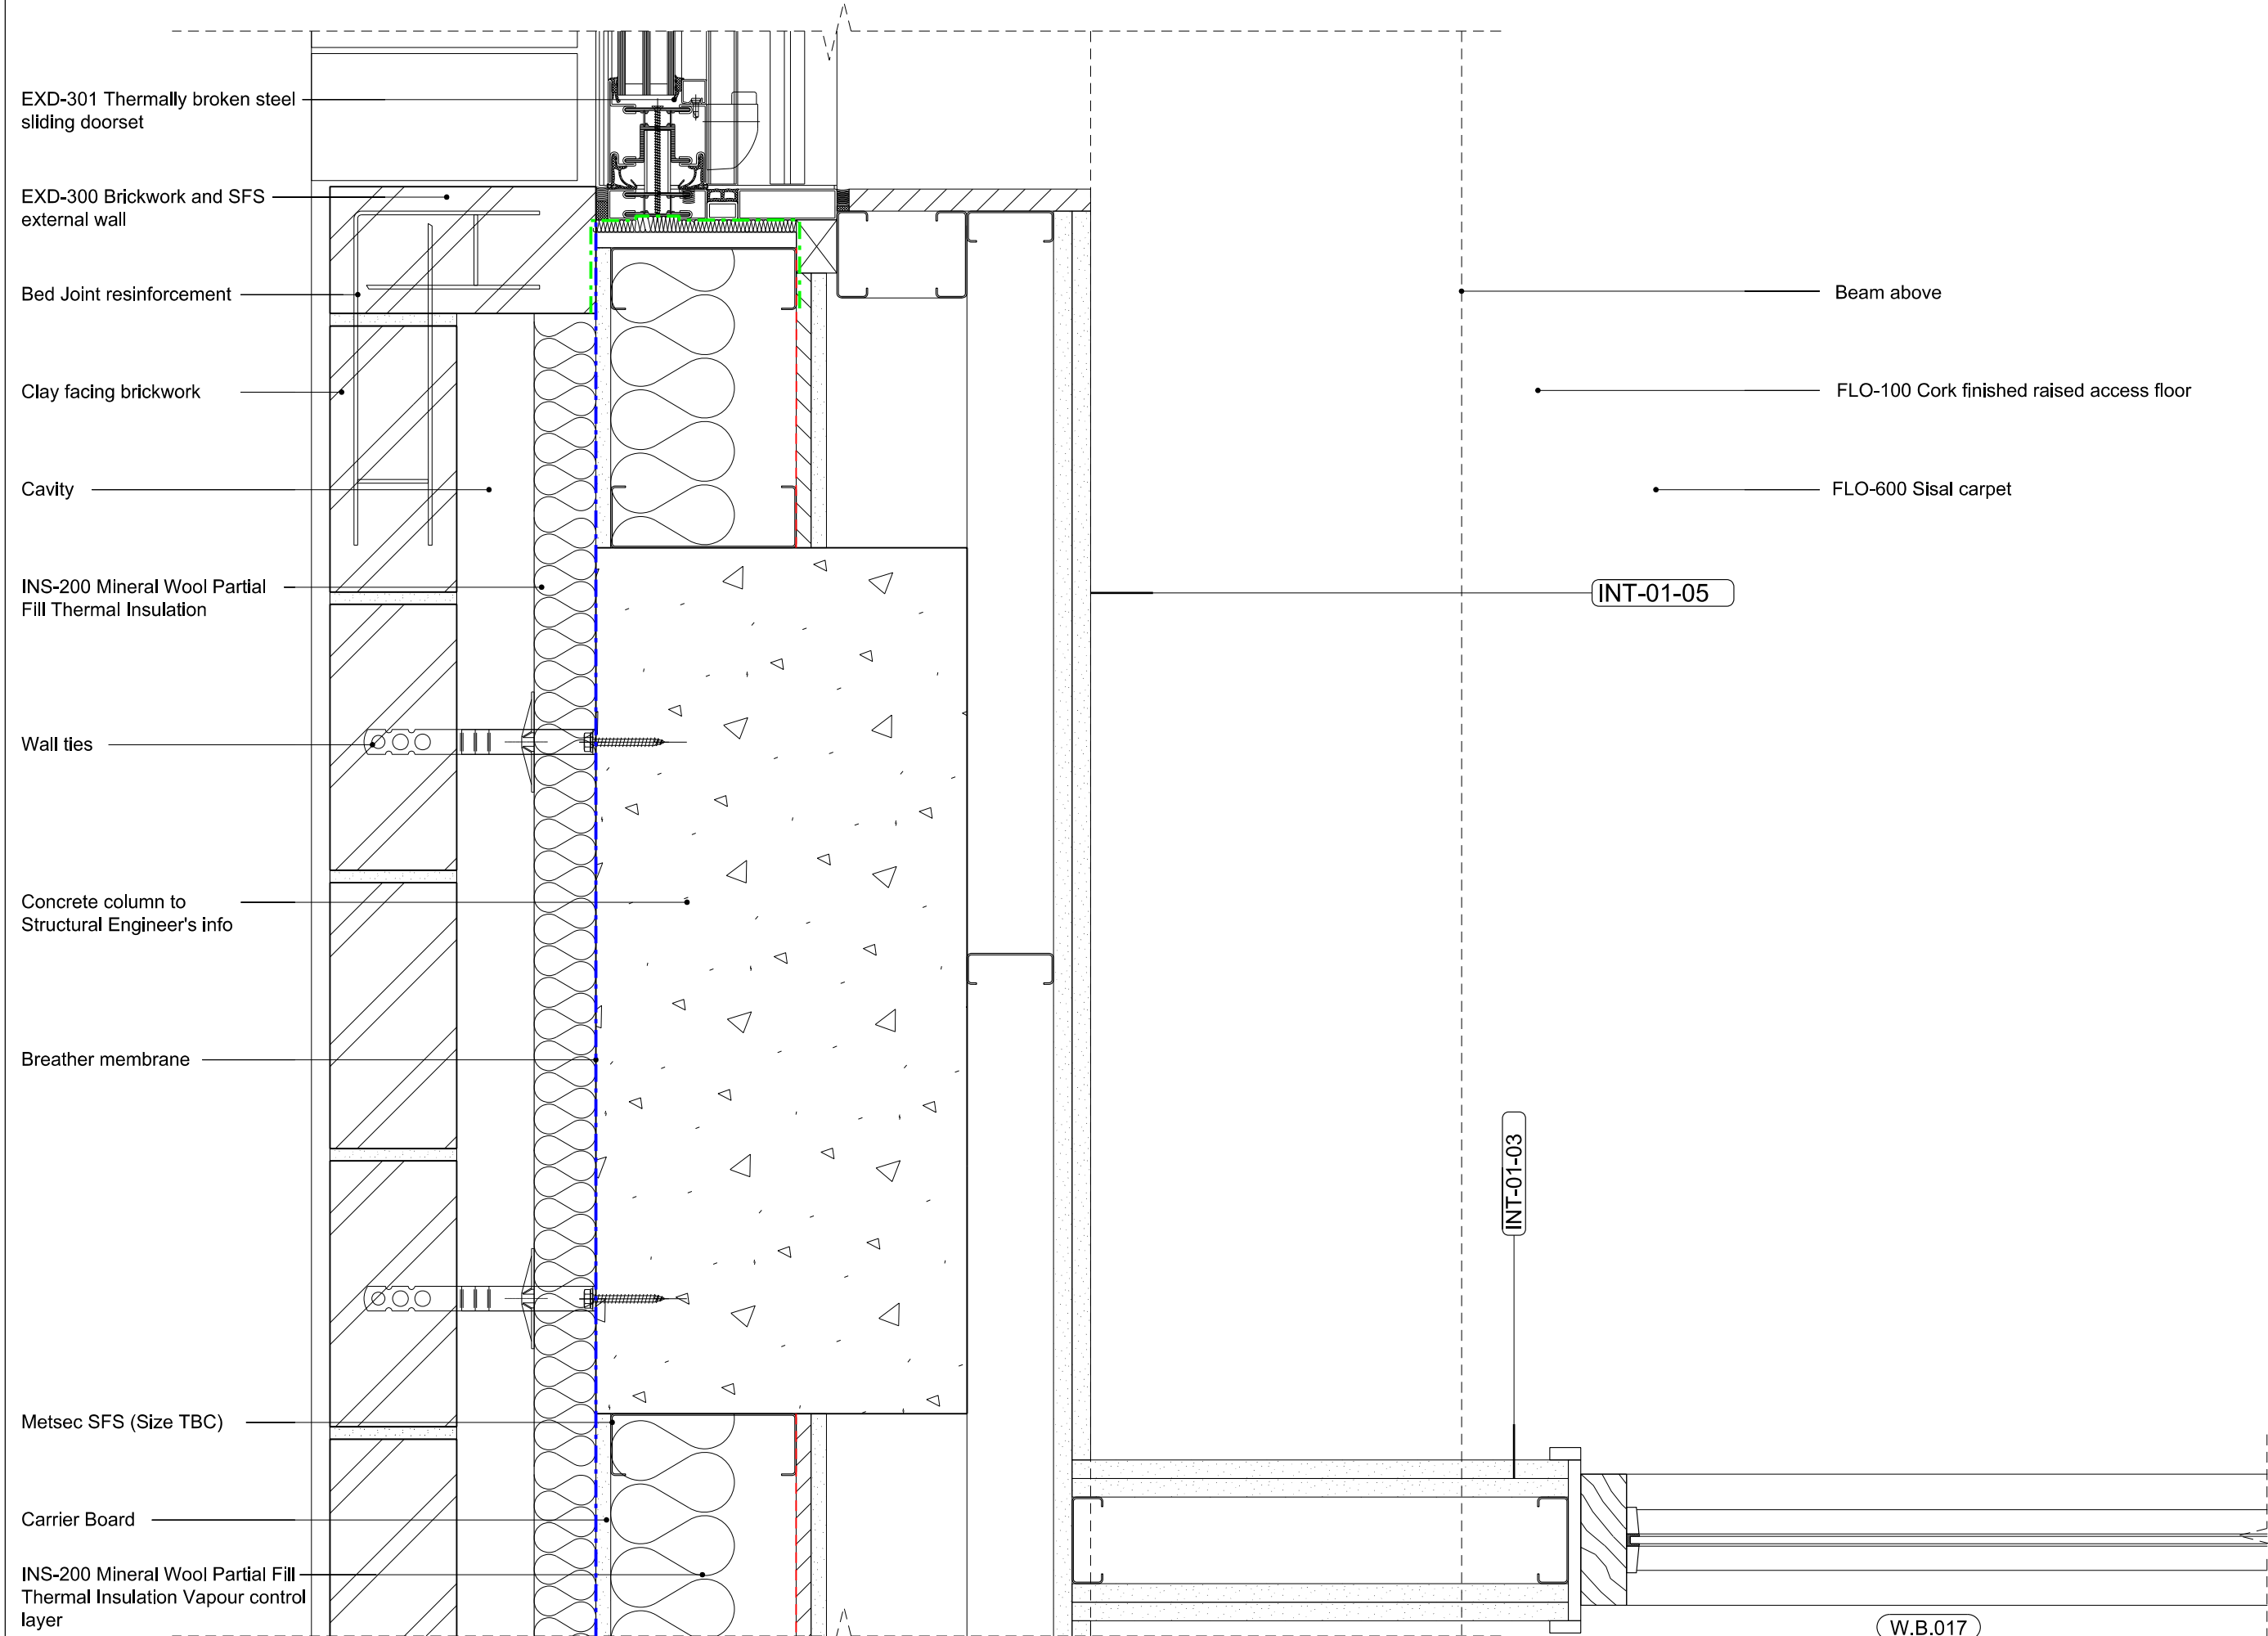 EXD-301 Thermally broken steel
sliding doorset
EXD-300 Brickwork and SFS
external wall
Bed Joint resinforcement
Clay facing brickwork
Cavity
INS-200 Mineral Wool Partial
Fill Thermal Insulation
Wall ties
Concrete column to
Structural Engineer's info
Breather membrane
Metsec SFS (Size TBC)
Carrier Board
INS-200 Mineral Wool Partial Fill
Thermal Insulation Vapour control
layer
Beam above
FLO-100 Cork finished raised access floor
FLO-600 Sisal carpet
INT-01-05
INT-01-03
W.B.017